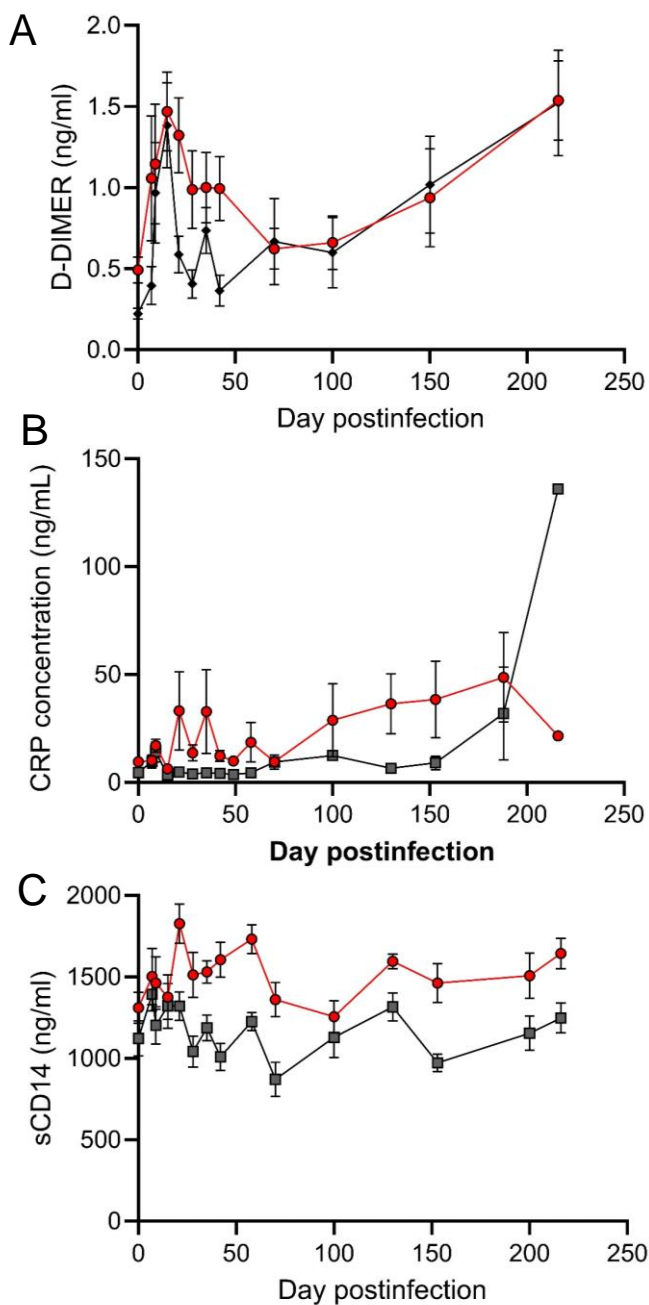 A
D-DIMER (ng/ml)
2.0
1.5
1.0
0.5
0.0
0 50 100 150 200 250
Day postinfection
B
CRP concentration (ng/mL)
150
100
50
0
0 50 100 150 200 250
Day postinfection
C
sCD14 (ng/ml)
2000
1500
1000
500
0
0 50 100 150 200 250
Day postinfection